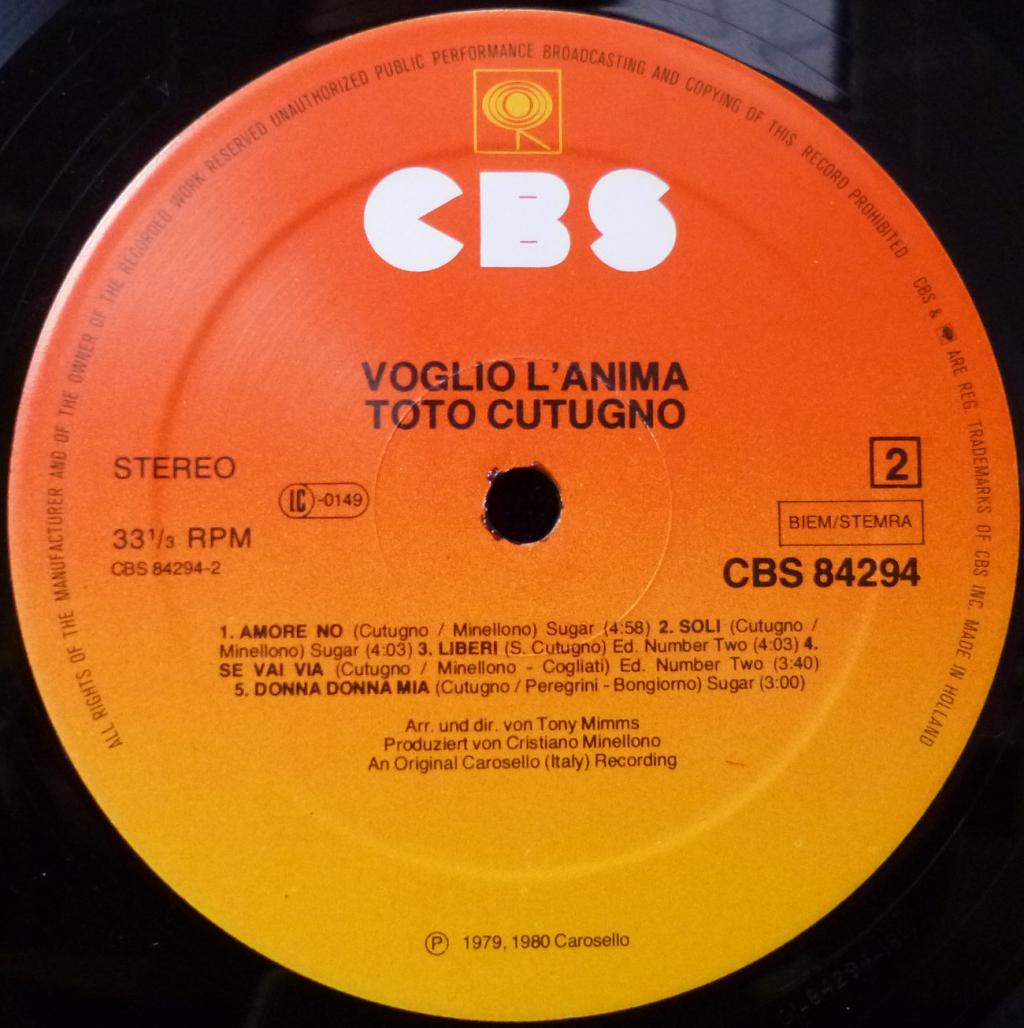 ALL RIGHTS OF THE MANUFACTURER AND OF THE OWNER OF THE RECORDED WORK RESERVED UNAUTHORIZED PUBLIC PERFORMANCE BROADCASTING AND COPYING OF THIS RECORD PROHIBITED CBS & ARE REG. TRADEMARKS OF CBS INC. MADE IN HOLLAND
CBS
VOGLIO L'ANIMA
TOTO CUTUGNO
STEREO
LC-0149
33 1/3 RPM
CBS 84294-2
2
BIEM/STEMRA
CBS 84294
1. AMORE NO (Cutugno / Minellono) Sugar (4:58) 2. SOLI (Cutugno /
Minellono) Sugar (4:03) 3. LIBERI (S. Cutugno) Ed. Number Two (4:03) 4.
SE VAI VIA (Cutugno / Minellono - Cogliati) Ed. Number Two (3:40)
5. DONNA DONNA MIA (Cutugno / Peregrini - Bongiorno) Sugar (3:00)
Arr. und dir. von Tony Mimms
Produziert von Cristiano Minellono
An Original Carosello (Italy) Recording
℗ 1979, 1980 Carosello